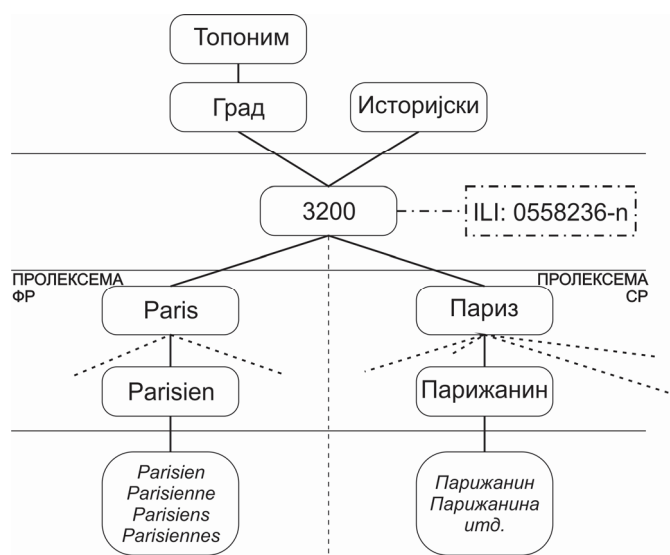 Топоним
Град
Историјски
3200
ILI: 0558236-n
ПРОЛЕКСЕМА
ФР
ПРОЛЕКСЕМА
СР
Paris
Париз
Parisien
Парижанин
Parisien
Parisienne
Parisiens
Parisiennes
Парижанин
Парижанина
итд.